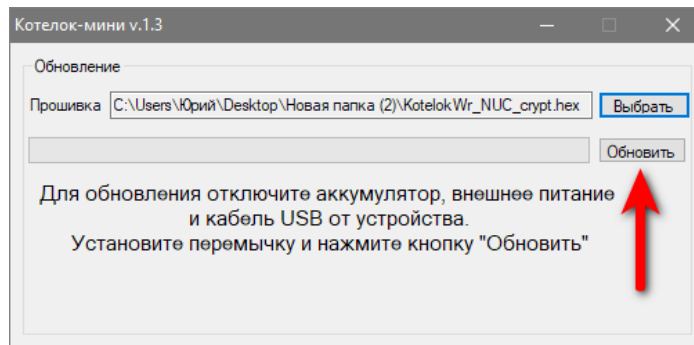 Котелок-мини v.1.3
Обновление
Прошивка C:\Users\Юрий\Desktop\Новая папка (2)\KotelokWr_NUC_crypt.hex Выбрать
Обновить
Для обновления отключите аккумулятор, внешнее питание
и кабель USB от устройства.
Установите перемычку и нажмите кнопку "Обновить"